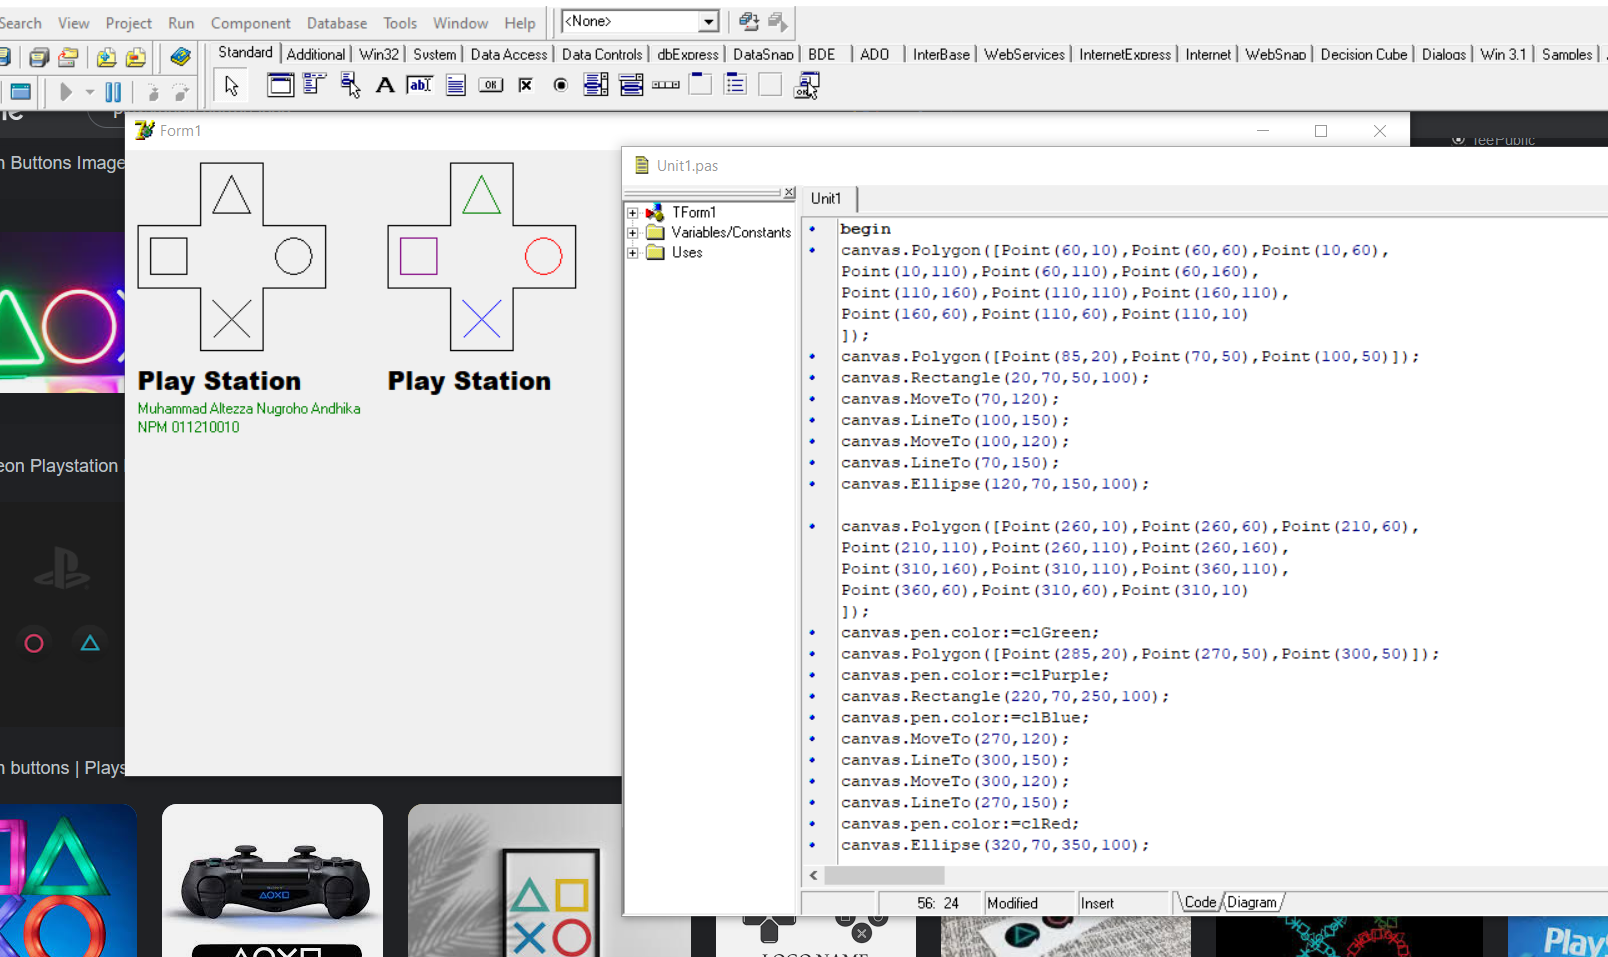 Search View Project Run Component Database Tools Window Help <None>
Standard Additional Win32 System Data Access Data Controls dbExpress DataSnap BDE ADO InterBase WebServices InternetExpress Internet WebSnap Decision Cube Dialogs Win 3.1 Samples
Form1
TeePublic
n Buttons Image
Play Station
Muhammad Altezza Nugroho Andhika
NPM 011210010
Play Station
eon Playstation
n buttons | Plays
Unit1.pas
TForm1
Variables/Constants
Uses
Unit1
begin
canvas.Polygon([Point(60,10),Point(60,60),Point(10,60),
Point(10,110),Point(60,110),Point(60,160),
Point(110,160),Point(110,110),Point(160,110),
Point(160,60),Point(110,60),Point(110,10)
]);
canvas.Polygon([Point(85,20),Point(70,50),Point(100,50)]);
canvas.Rectangle(20,70,50,100);
canvas.MoveTo(70,120);
canvas.LineTo(100,150);
canvas.MoveTo(100,120);
canvas.LineTo(70,150);
canvas.Ellipse(120,70,150,100);
canvas.Polygon([Point(260,10),Point(260,60),Point(210,60),
Point(210,110),Point(260,110),Point(260,160),
Point(310,160),Point(310,110),Point(360,110),
Point(360,60),Point(310,60),Point(310,10)
]);
canvas.pen.color:=clGreen;
canvas.Polygon([Point(285,20),Point(270,50),Point(300,50)]);
canvas.pen.color:=clPurple;
canvas.Rectangle(220,70,250,100);
canvas.pen.color:=clBlue;
canvas.MoveTo(270,120);
canvas.LineTo(300,150);
canvas.MoveTo(300,120);
canvas.LineTo(270,150);
canvas.pen.color:=clRed;
canvas.Ellipse(320,70,350,100);
56: 24 Modified Insert Code Diagram
LOGO NAME
PlayS